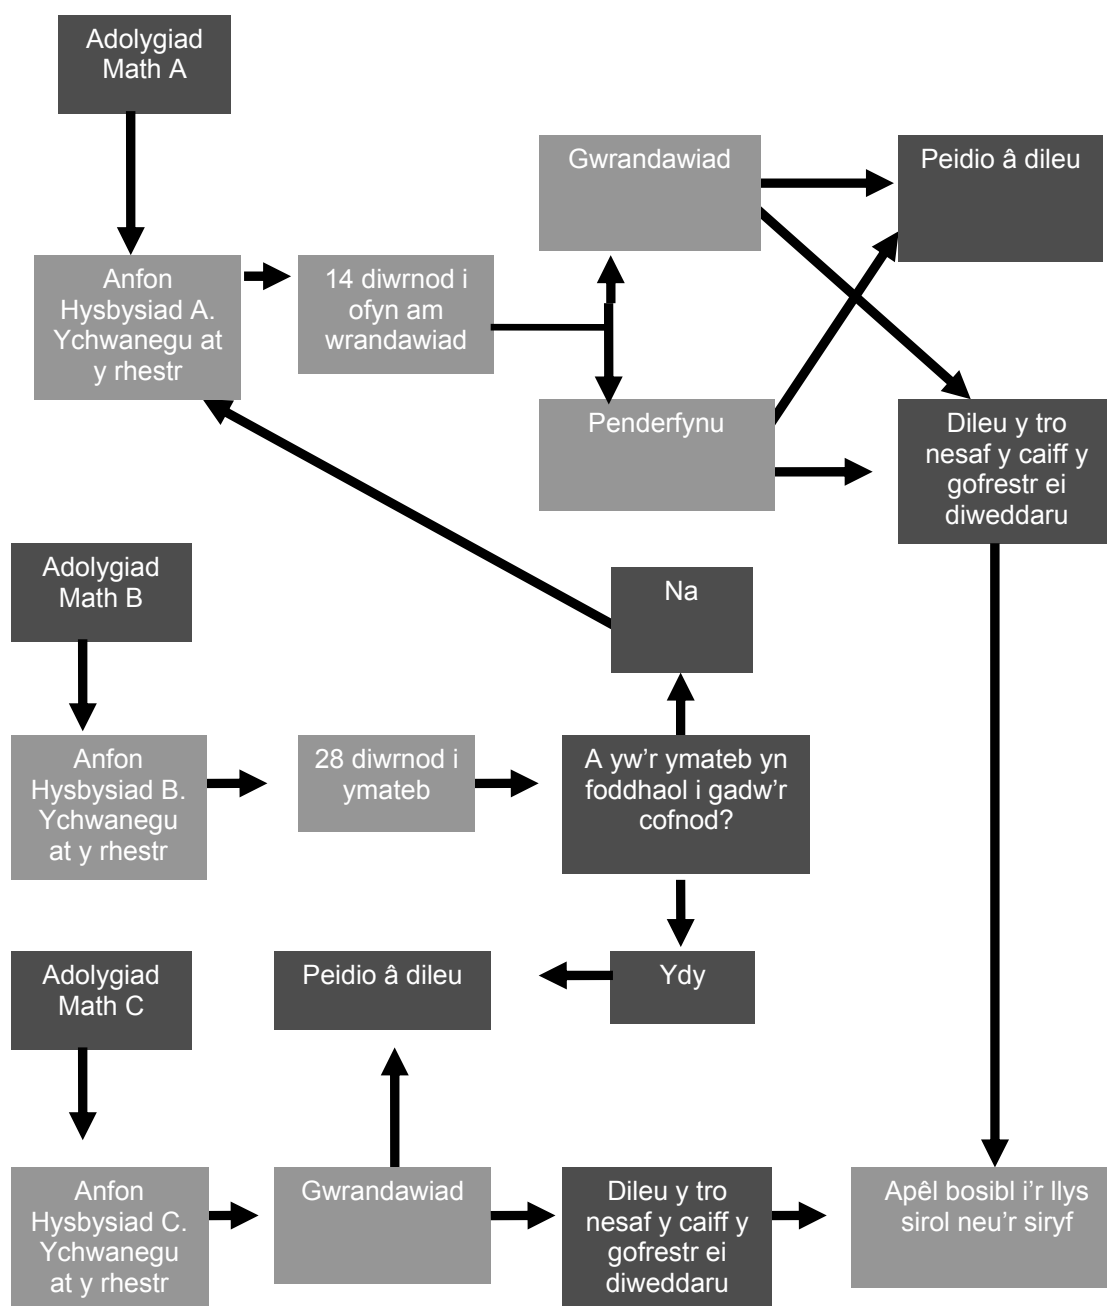 Adolygiad
Math A
Gwrandawiad
Peidio â dileu
Anfon
Hysbysiad A.
Ychwanegu at
y rhestr
14 diwrnod i
ofyn am
wrandawiad
Penderfynu
Dileu y tro
nesaf y caiff y
gofrestr ei
diweddaru
Adolygiad
Math B
Na
Anfon
Hysbysiad B.
Ychwanegu
at y rhestr
28 diwrnod i
ymateb
A yw'r ymateb yn
foddhaol i gadw'r
cofnod?
Adolygiad
Math C
Peidio â dileu
Ydy
Anfon
Hysbysiad C.
Ychwanegu
at y rhestr
Gwrandawiad
Dileu y tro
nesaf y caiff y
gofrestr ei
diweddaru
Apêl bosibl i'r llys
sirol neu'r siryf